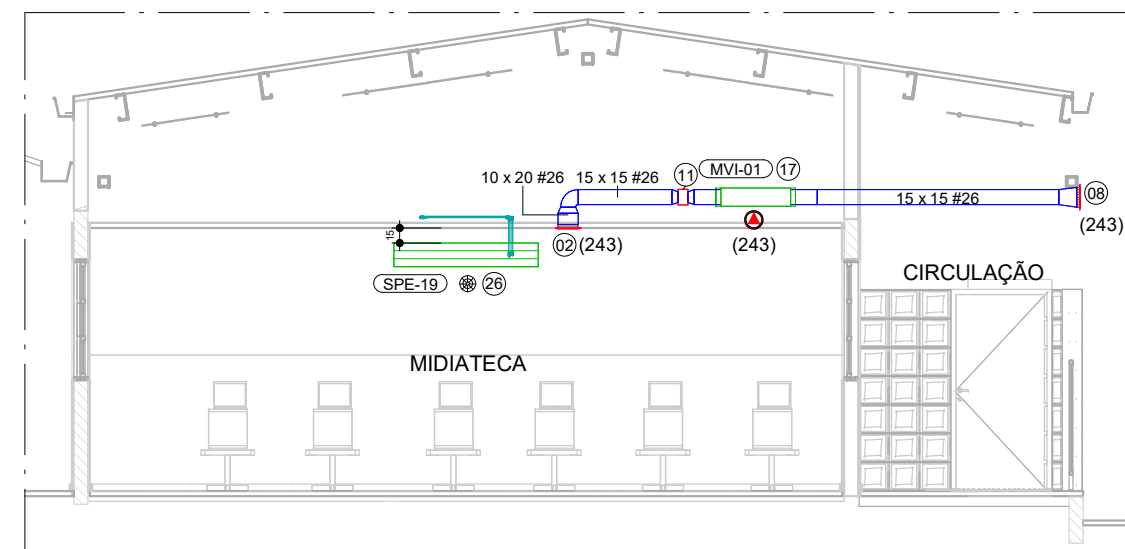 11
MVI-01
17
10 x 20 #26
15 x 15 #26
08
15 x 15 #26
15
02
(243)
(243)
(243)
SPE-19
26
CIRCULAÇÃO
MIDIATECA